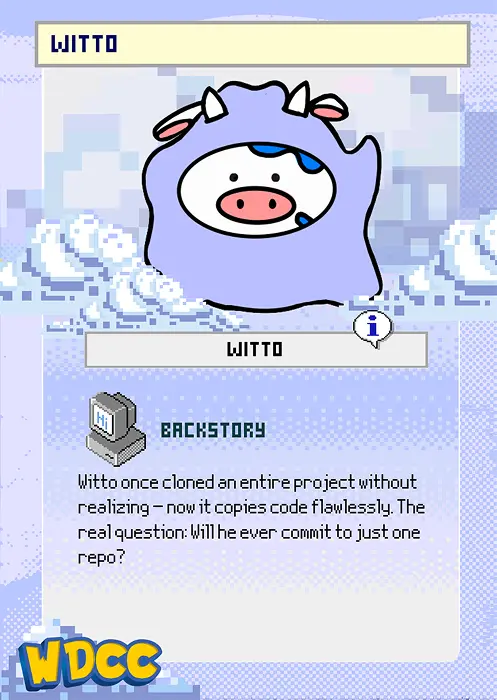 WITTO
i
WITTO
Hi
BACKSTORY
Witto once cloned an entire project without
realizing – now it copies code flawlessly. The
real question: Will he ever commit to just one
repo?
WDCC